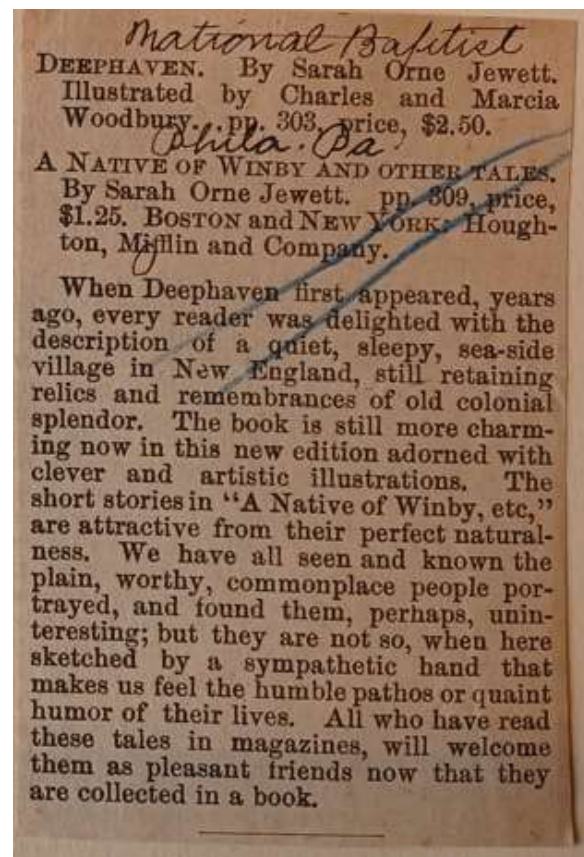 National Baptist
DEEPHAVEN. By Sarah Orne Jewett.
Illustrated by Charles and Marcia
Woodbury. pp. 303, price, $2.50.
Phila. Pa
A NATIVE OF WINBY AND OTHER TALES.
By Sarah Orne Jewett. pp. 309, price,
$1.25. BOSTON and NEW YORK: Hough-
ton, Mifflin and Company.
When Deephaven first appeared, years
ago, every reader was delighted with the
description of a quiet, sleepy, sea-side
village in New England, still retaining
relics and remembrances of old colonial
splendor. The book is still more charm-
ing now in this new edition adorned with
clever and artistic illustrations. The
short stories in "A Native of Winby, etc,"
are attractive from their perfect natural-
ness. We have all seen and known the
plain, worthy, commonplace people por-
trayed, and found them, perhaps, unin-
teresting; but they are not so, when here
sketched by a sympathetic hand that
makes us feel the humble pathos or quaint
humor of their lives. All who have read
these tales in magazines, will welcome
them as pleasant friends now that they
are collected in a book.